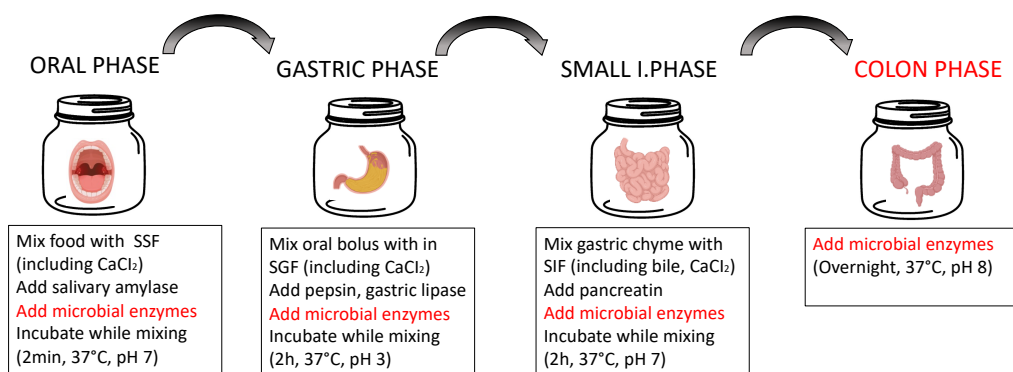 ORAL PHASE
GASTRIC PHASE
SMALL I.PHASE
COLON PHASE
Mix food with SSF
(including CaCl₂)
Add salivary amylase
Add microbial enzymes
Incubate while mixing
(2min, 37°C, pH 7)
Mix oral bolus with in
SGF (including CaCl₂)
Add pepsin, gastric lipase
Add microbial enzymes
Incubate while mixing
(2h, 37°C, pH 3)
Mix gastric chyme with
SIF (including bile, CaCl₂)
Add pancreatin
Add microbial enzymes
Incubate while mixing
(2h, 37°C, pH 7)
Add microbial enzymes
(Overnight, 37°C, pH 8)